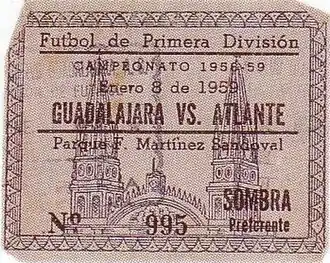 Futbol de Primera División
CAMPEONATO 1958-59
Enero 8 de 1959
GUADALAJARA VS. ATLANTE
Parque F. Martínez Sandoval
SOMBRA
Nº 995 Preferente